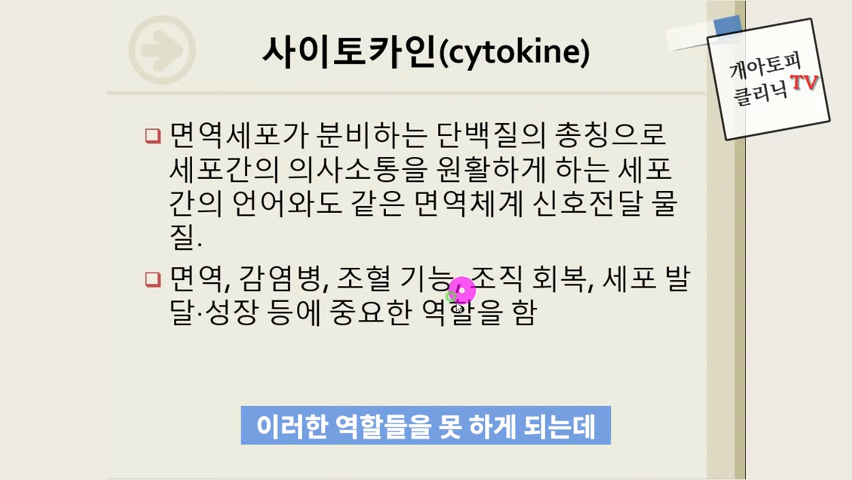 사이토카인(cytokine)
개아토피
클리닉 TV
면역세포가 분비하는 단백질의 총칭으로
세포간의 의사소통을 원활하게 하는 세포
간의 언어와도 같은 면역체계 신호전달 물
질.
면역, 감염병, 조혈 기능, 조직 회복, 세포 발
달·성장 등에 중요한 역할을 함
이러한 역할들을 못 하게 되는데